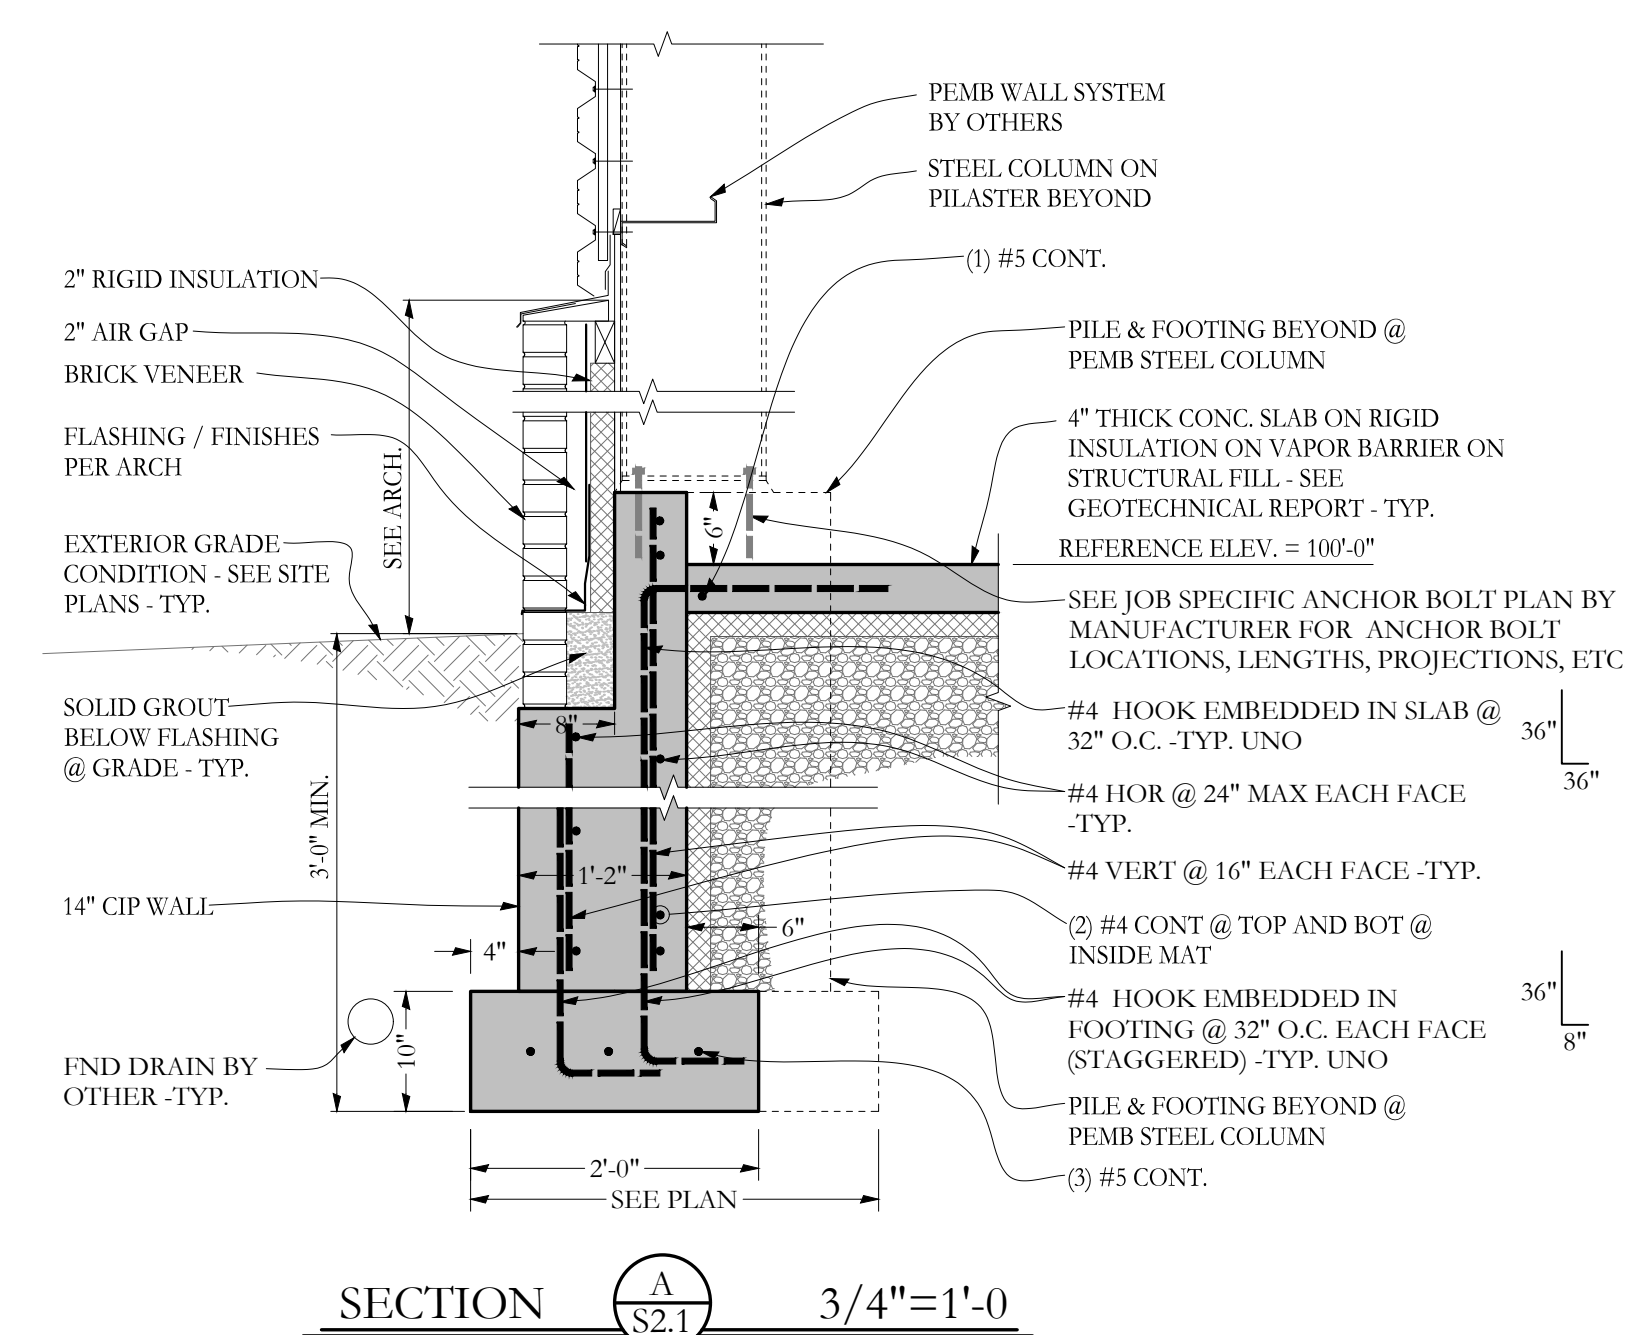 PEMB WALL SYSTEM
BY OTHERS
STEEL COLUMN ON
PILASTER BEYOND
(1) #5 CONT.
2" RIGID INSULATION
2" AIR GAP
BRICK VENEER
FLASHING / FINISHES
PER ARCH
EXTERIOR GRADE
CONDITION - SEE SITE
PLANS - TYP.
SOLID GROUT
BELOW FLASHING
@ GRADE - TYP.
14" CIP WALL
FND DRAIN BY
OTHER -TYP.
SEE ARCH.
3'-0" MIN.
8"
6"
1'-2"
4"
6"
10"
2'-0"
SEE PLAN
PILE & FOOTING BEYOND @
PEMB STEEL COLUMN
4" THICK CONC. SLAB ON RIGID
INSULATION ON VAPOR BARRIER ON
STRUCTURAL FILL - SEE
GEOTECHNICAL REPORT - TYP.
REFERENCE ELEV. = 100'-0"
SEE JOB SPECIFIC ANCHOR BOLT PLAN BY
MANUFACTURER FOR ANCHOR BOLT
LOCATIONS, LENGTHS, PROJECTIONS, ETC
#4 HOOK EMBEDDED IN SLAB @
32" O.C. -TYP. UNO
36"
36"
#4 HOR @ 24" MAX EACH FACE
-TYP.
#4 VERT @ 16" EACH FACE -TYP.
(2) #4 CONT @ TOP AND BOT @
INSIDE MAT
#4 HOOK EMBEDDED IN
FOOTING @ 32" O.C. EACH FACE
(STAGGERED) -TYP. UNO
36"
8"
PILE & FOOTING BEYOND @
PEMB STEEL COLUMN
(3) #5 CONT.
SECTION
A
S2.1
3/4"=1'-0